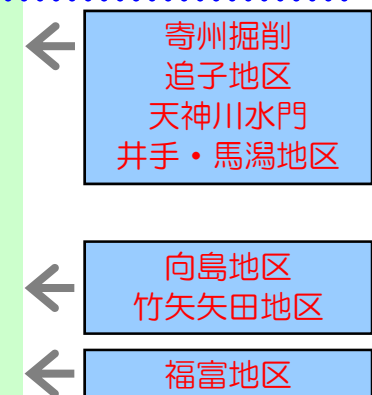 寄州掘削
追子地区
天神川水門
井手・馬潟地区
向島地区
竹矢矢田地区
福富地区